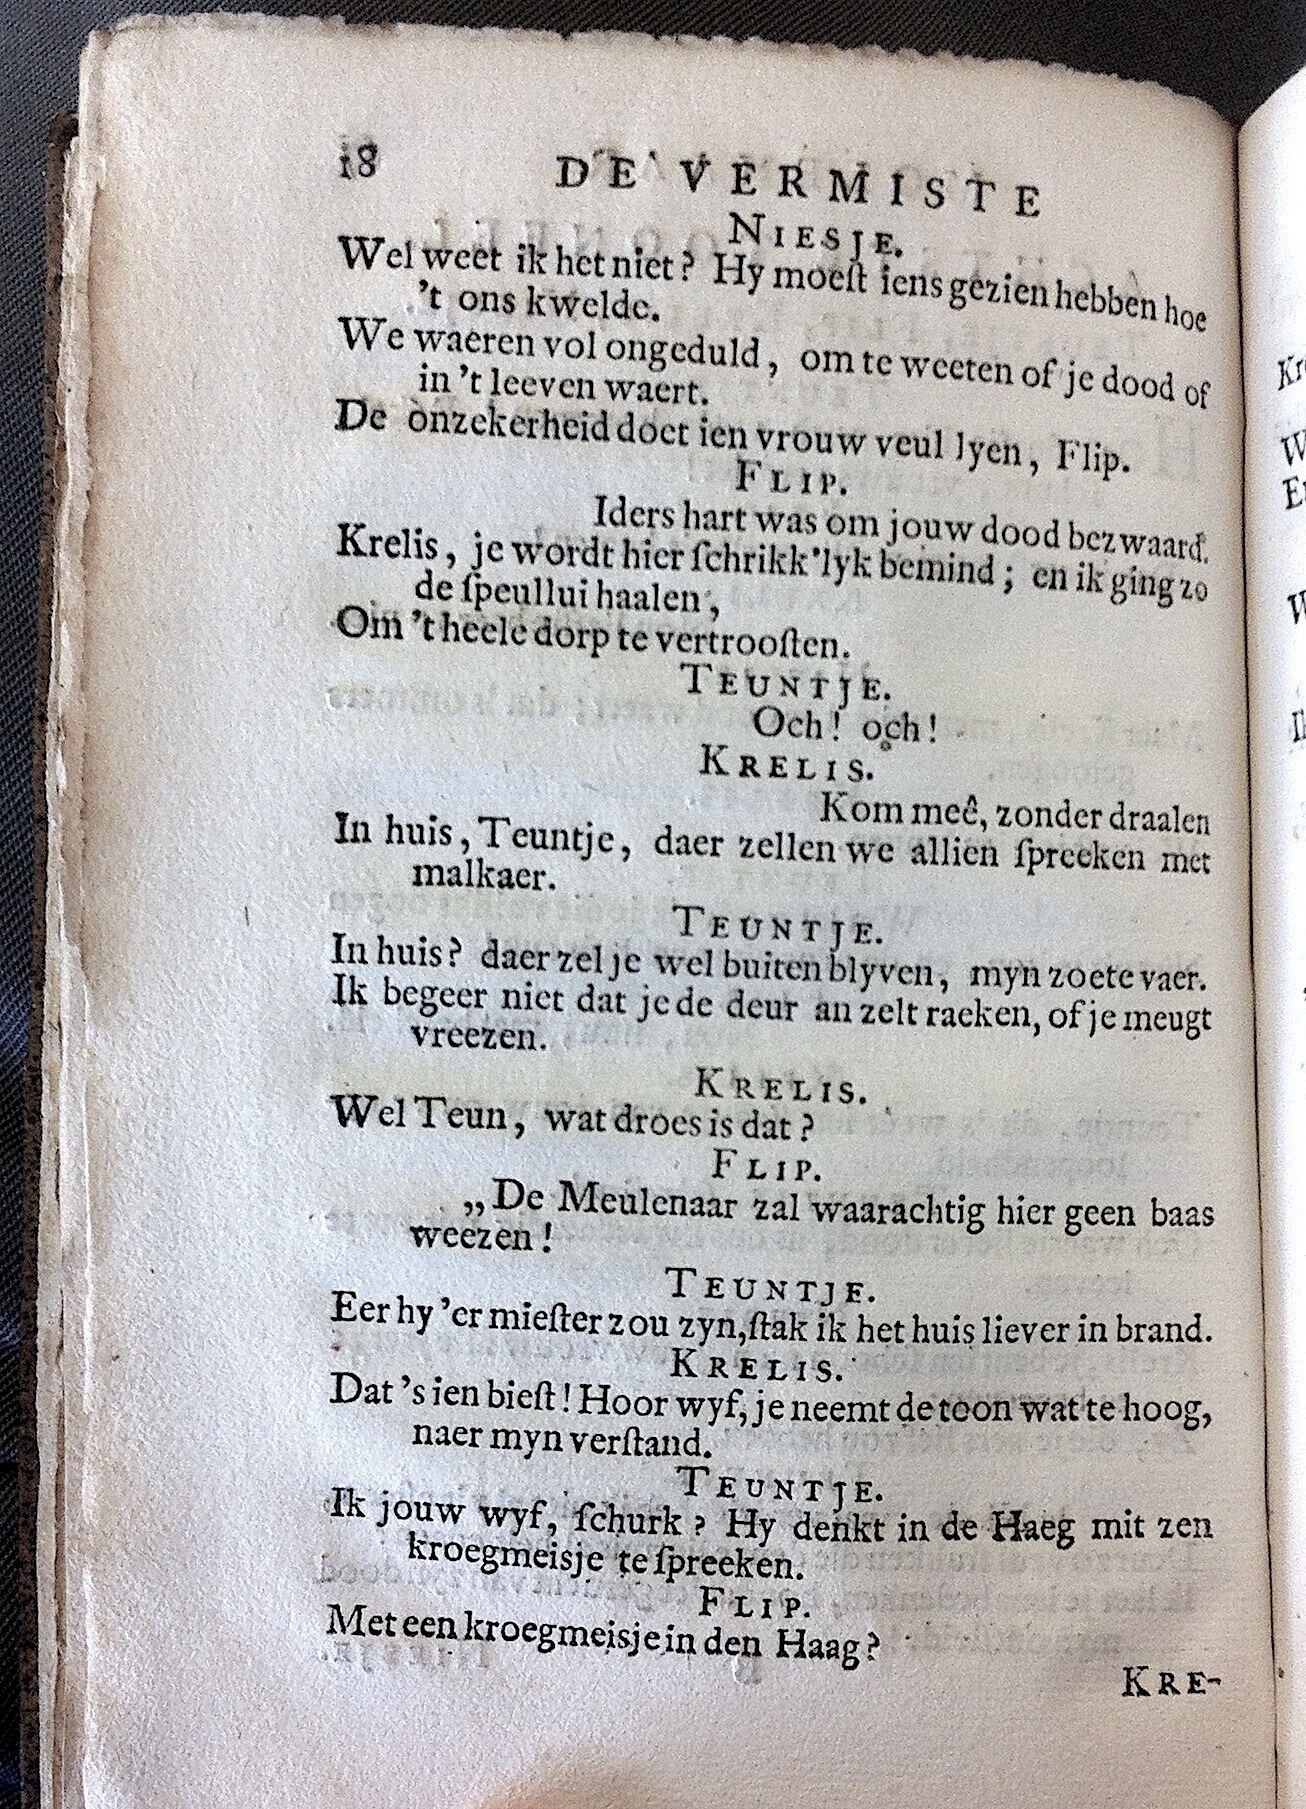 18 DE VERMISTE
NIESJE.
Wel weet ik het niet? Hy moeſt iens gezien hebben hoe
't ons kwelde.
We waeren vol ongeduld, om te weeten of je dood of
in 't leeven waert.
De onzekerheid doet ien vrouw veul lyen, Flip.
FLIP.
Iders hart was om jouw dood bezwaard.
Krelis, je wordt hier ſchrikk'lyk bemind; en ik ging zo
de ſpeullui haalen,
Om 't heele dorp te vertrooſten.
TEUNTJE.
Och! och!
KRELIS.
Kom meê, zonder draalen
In huis, Teuntje, daer zellen we allien ſpreeken met
malkaer.
TEUNTJE.
In huis? daer zel je wel buiten blyven, myn zoete vaer.
Ik begeer niet dat je de deur an zelt raeken, of je meugt
vreezen.
KRELIS.
Wel Teun, wat droes is dat?
FLIP.
„De Meulenaar zal waarachtig hier geen baas
weezen!
TEUNTJE.
Eer hy 'er mieſter zou zyn, ſtak ik het huis liever in brand.
KRELIS.
Dat 's ien bieſt! Hoor wyf, je neemt de toon wat te hoog,
naer myn verſtand.
TEUNTJE.
Ik jouw wyf, ſchurk? Hy denkt in de Haeg mit zen
kroegmeisje te ſpreeken.
FLIP.
Met een kroegmeisje in den Haag?
KRE-